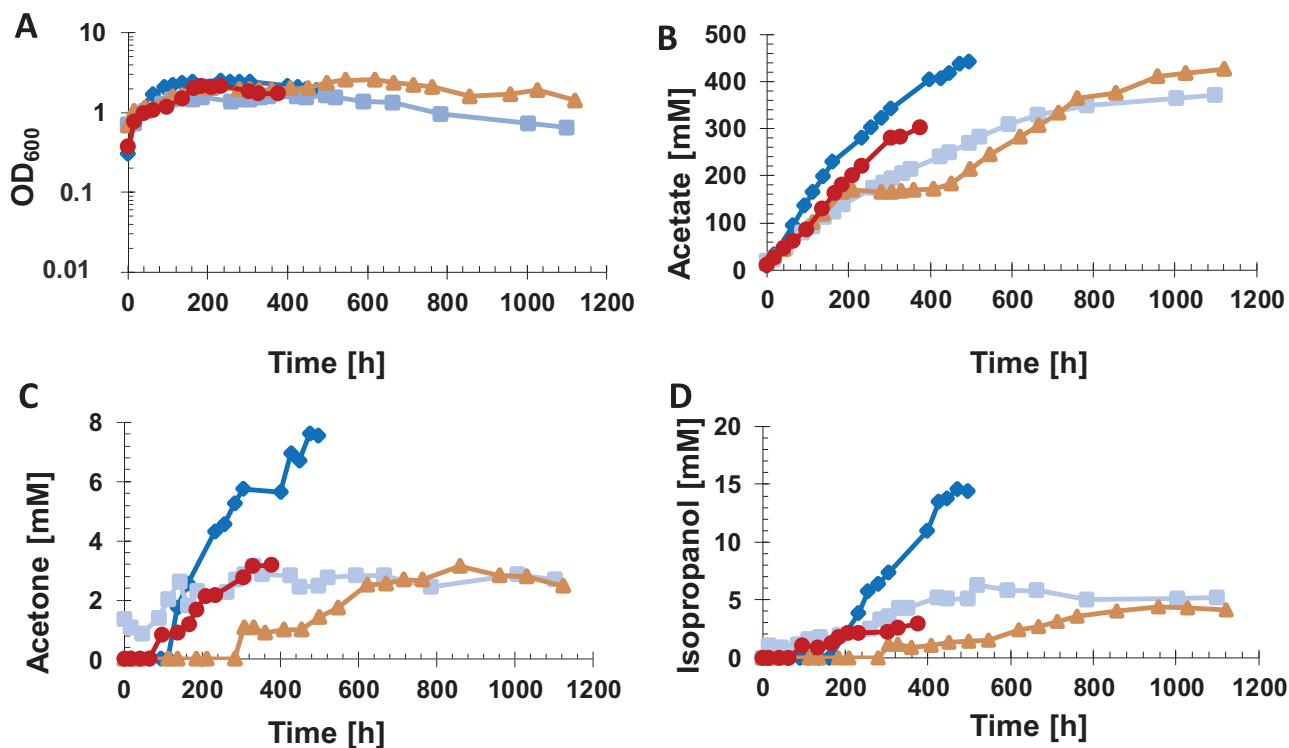 A
OD600
10
1
0.1
0.01
0 200 400 600 800 1000 1200
Time [h]
B
Acetate [mM]
500
400
300
200
100
0
0 200 400 600 800 1000 1200
Time [h]
C
Acetone [mM]
8
6
4
2
0
0 200 400 600 800 1000 1200
Time [h]
D
Isopropanol [mM]
20
15
10
5
0
0 200 400 600 800 1000 1200
Time [h]